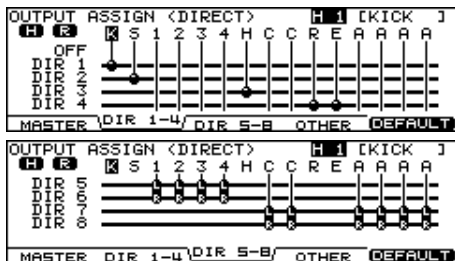 OUTPUT ASSIGN <DIRECT> H 1 [KICK ]
H R K S 1 2 3 4 H C C R E A A A A
OFF
DIR 1
DIR 2
DIR 3
DIR 4
MASTER DIR 1-4 DIR 5-8 OTHER DEFAULT
OUTPUT ASSIGN <DIRECT> H 1 [KICK ]
H R K S 1 2 3 4 H C C R E A A A A
DIR 5 L L L L
DIR 6 R R R R
DIR 7 L L L L L L
DIR 8 R R R R R R
MASTER DIR 1-4 DIR 5-8 OTHER DEFAULT